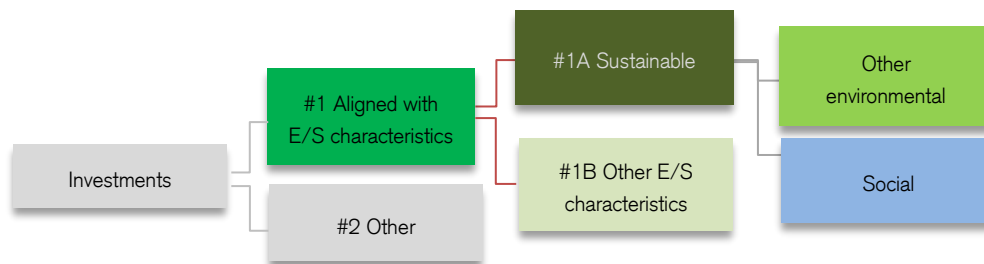 Investments
#1 Aligned with
E/S characteristics
#2 Other
#1A Sustainable
#1B Other E/S
characteristics
Other
environmental
Social